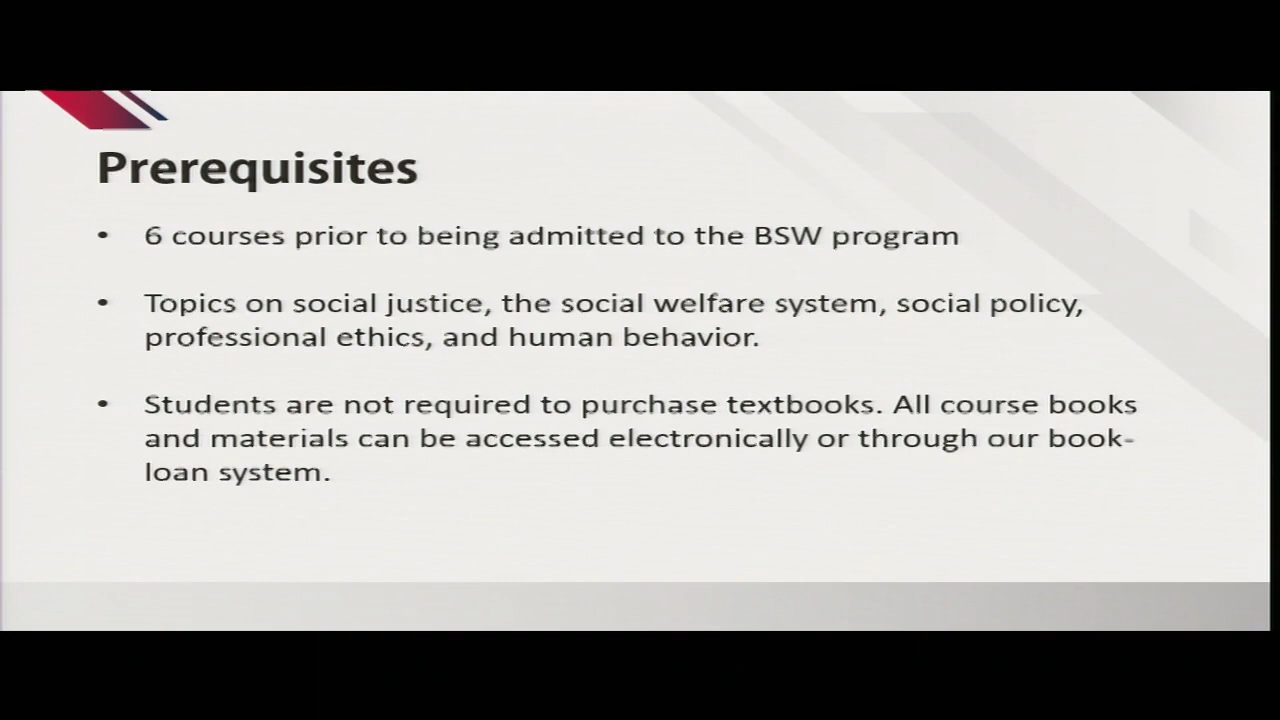 Prerequisites
• 6 courses prior to being admitted to the BSW program
• Topics on social justice, the social welfare system, social policy,
professional ethics, and human behavior.
• Students are not required to purchase textbooks. All course books
and materials can be accessed electronically or through our book-
loan system.